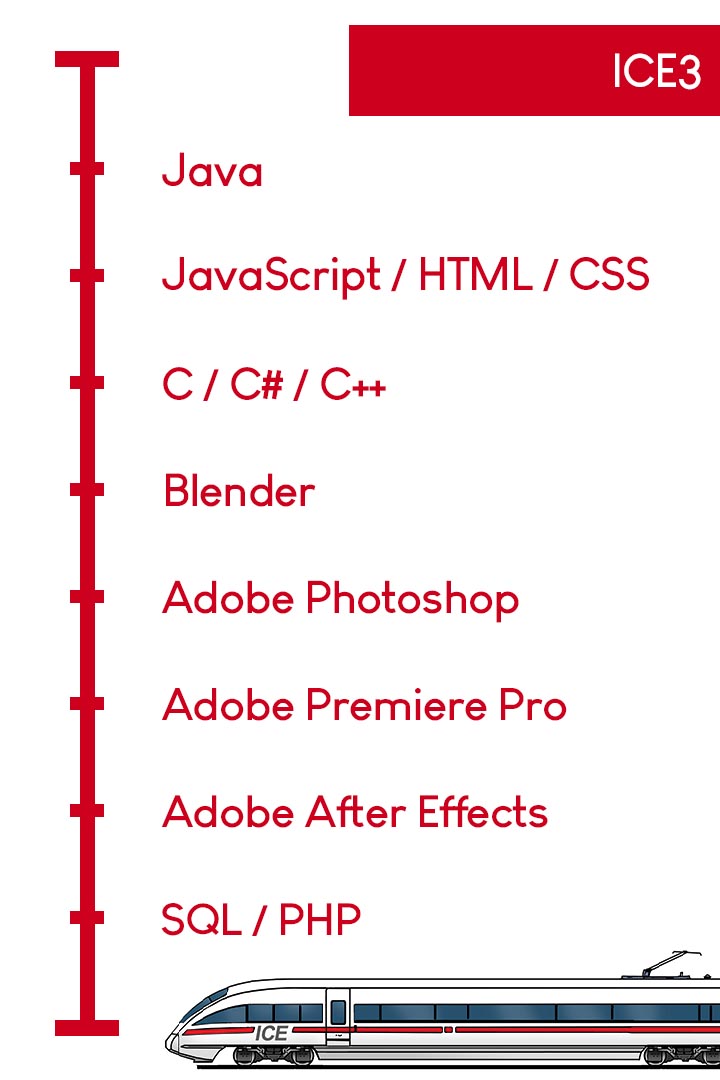 ICE3
Java
JavaScript / HTML / CSS
C / C# / C++
Blender
Adobe Photoshop
Adobe Premiere Pro
Adobe After Effects
SQL / PHP
ICE